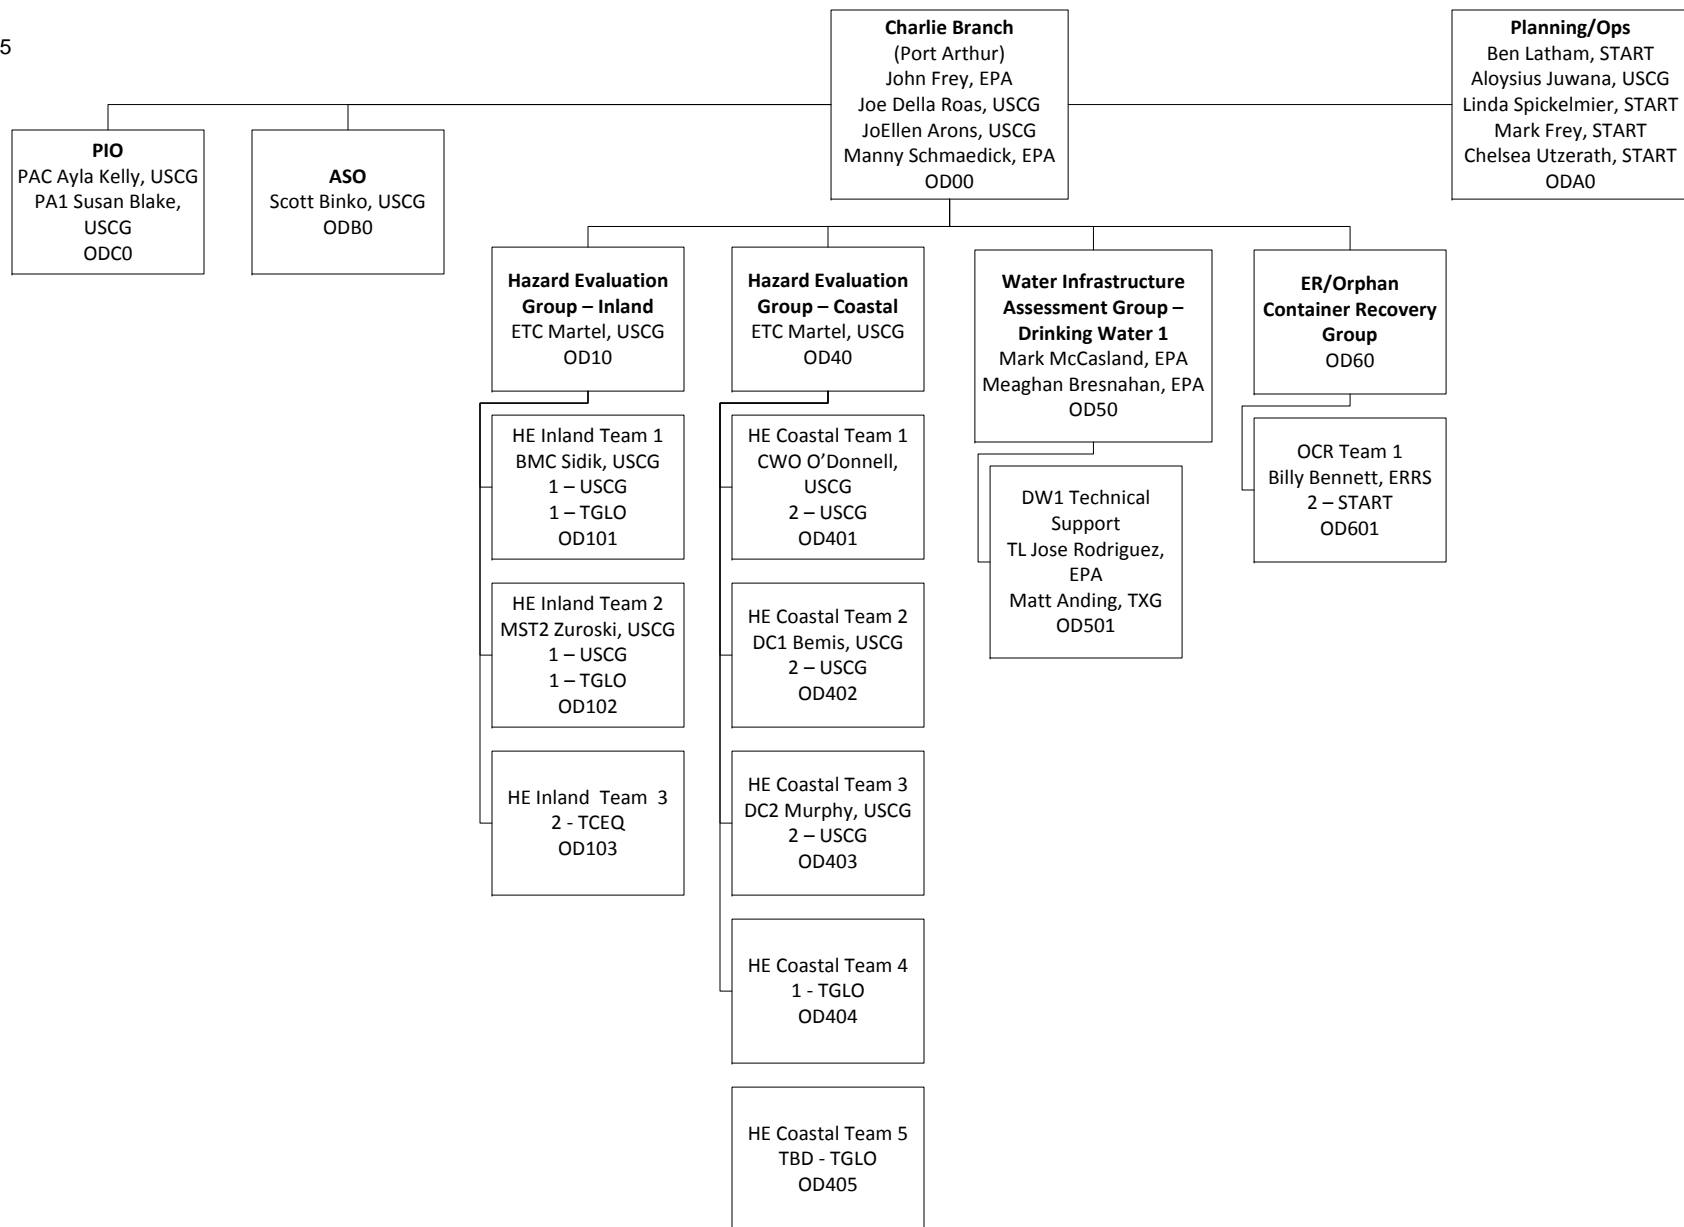 5
Charlie Branch
(Port Arthur)
John Frey, EPA
Joe Della Roas, USCG
JoEllen Arons, USCG
Manny Schmaedick, EPA
OD00
Planning/Ops
Ben Latham, START
Aloysius Juwana, USCG
Linda Spickelmier, START
Mark Frey, START
Chelsea Utzerath, START
ODA0
PIO
PAC Ayla Kelly, USCG
PA1 Susan Blake,
USCG
ODC0
ASO
Scott Binko, USCG
ODB0
Hazard Evaluation
Group – Inland
ETC Martel, USCG
OD10
Hazard Evaluation
Group – Coastal
ETC Martel, USCG
OD40
Water Infrastructure
Assessment Group –
Drinking Water 1
Mark McCasland, EPA
Meaghan Bresnahan, EPA
OD50
ER/Orphan
Container Recovery
Group
OD60
HE Inland Team 1
BMC Sidik, USCG
1 – USCG
1 – TGLO
OD101
HE Coastal Team 1
CWO O’Donnell,
USCG
2 – USCG
OD401
DW1 Technical
Support
TL Jose Rodriguez,
EPA
Matt Anding, TXG
OD501
OCR Team 1
Billy Bennett, ERRS
2 – START
OD601
HE Inland Team 2
MST2 Zuroski, USCG
1 – USCG
1 – TGLO
OD102
HE Coastal Team 2
DC1 Bemis, USCG
2 – USCG
OD402
HE Inland  Team  3
2 - TCEQ
OD103
HE Coastal Team 3
DC2 Murphy, USCG
2 – USCG
OD403
HE Coastal Team 4
1 - TGLO
OD404
HE Coastal Team 5
TBD - TGLO
OD405